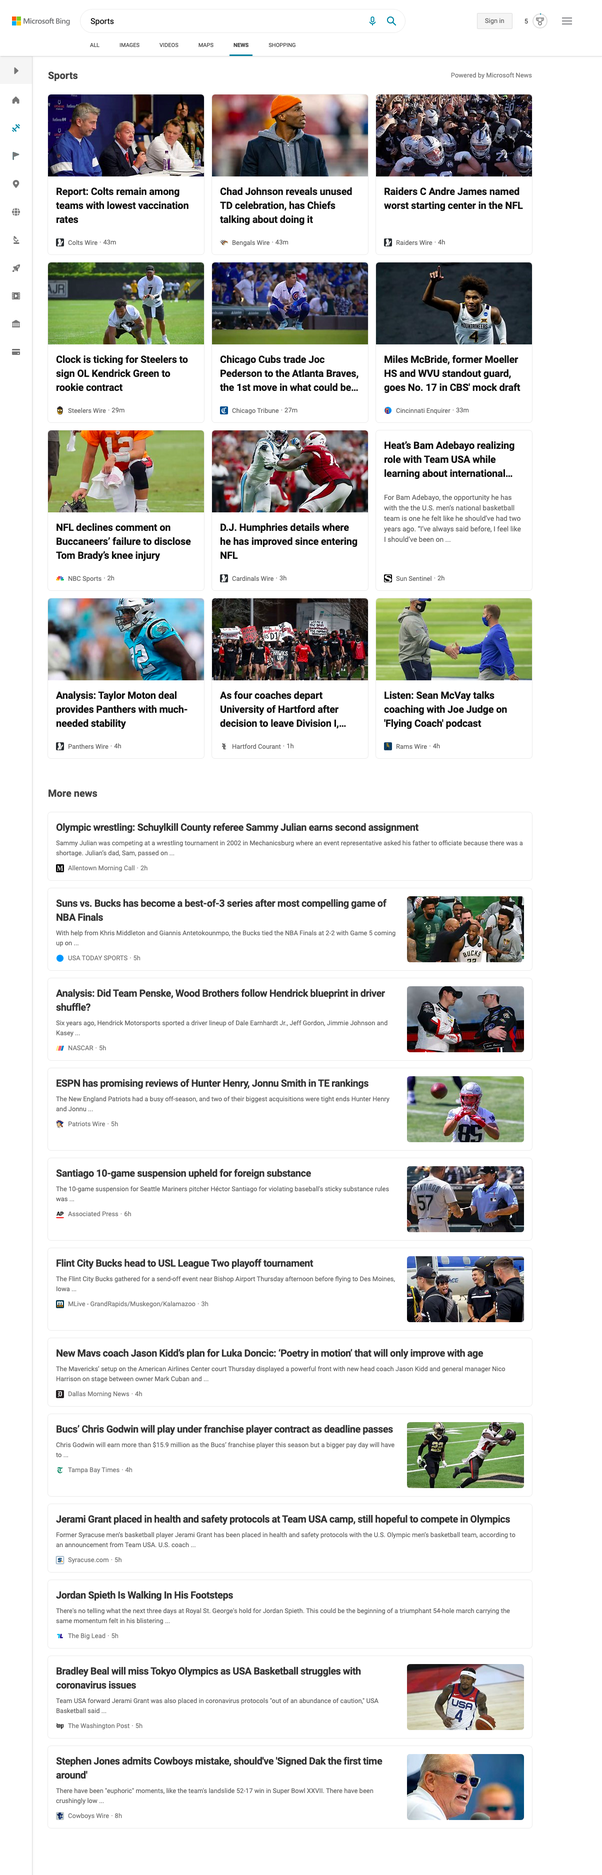 Microsoft Bing
Sports
Sign in
5
ALL
IMAGES
VIDEOS
MAPS
NEWS
SHOPPING
Sports
Powered by Microsoft News
Report: Colts remain among
teams with lowest vaccination
rates
Colts Wire · 43m
Chad Johnson reveals unused
TD celebration, has Chiefs
talking about doing it
Bengals Wire · 43m
Raiders C Andre James named
worst starting center in the NFL
Raiders Wire · 4h
Clock is ticking for Steelers to
sign OL Kendrick Green to
rookie contract
Steelers Wire · 29m
Chicago Cubs trade Joc
Pederson to the Atlanta Braves,
the 1st move in what could be...
Chicago Tribune · 27m
4
Miles McBride, former Moeller
HS and WVU standout guard,
goes No. 17 in CBS' mock draft
Cincinnati Enquirer · 33m
NFL declines comment on
Buccaneers' failure to disclose
Tom Brady's knee injury
NBC Sports · 2h
D.J. Humphries details where
he has improved since entering
NFL
Cardinals Wire · 3h
Heat's Bam Adebayo realizing
role with Team USA while
learning about international...
For Bam Adebayo, the opportunity he has
with the the U.S. men's national basketball
team is one he felt like he should've had two
years ago. "I've always said before, I feel like
I should've been on ...
Sun Sentinel · 2h
Analysis: Taylor Moton deal
provides Panthers with much-
needed stability
Panthers Wire · 4h
As four coaches depart
University of Hartford after
decision to leave Division I,...
Hartford Courant · 1h
Listen: Sean McVay talks
coaching with Joe Judge on
'Flying Coach' podcast
Rams Wire · 4h
More news
Olympic wrestling: Schuylkill County referee Sammy Julian earns second assignment
Sammy Julian was competing at a wrestling tournament in 2002 in Mechanicsburg where an event representative asked his father to officiate because there was a
shortage. Julian's dad, Sam, passed on ...
Allentown Morning Call · 2h
Suns vs. Bucks has become a best-of-3 series after most compelling game of
NBA Finals
With help from Khris Middleton and Giannis Antetokounmpo, the Bucks tied the NBA Finals at 2-2 with Game 5 coming
up on ...
USA TODAY SPORTS · 5h
BUCKS
Analysis: Did Team Penske, Wood Brothers follow Hendrick blueprint in driver
shuffle?
Six years ago, Hendrick Motorsports sported a driver lineup of Dale Earnhardt Jr., Jeff Gordon, Jimmie Johnson and
Kasey ...
NASCAR · 5h
ESPN has promising reviews of Hunter Henry, Jonnu Smith in TE rankings
The New England Patriots had a busy off-season, and two of their biggest acquisitions were tight ends Hunter Henry
and Jonnu ...
Patriots Wire · 5h
85
Santiago 10-game suspension upheld for foreign substance
The 10-game suspension for Seattle Mariners pitcher Héctor Santiago for violating baseball's sticky substance rules
was ...
AP Associated Press · 6h
57
Flint City Bucks head to USL League Two playoff tournament
The Flint City Bucks gathered for a send-off event near Bishop Airport Thursday afternoon before flying to Des Moines,
Iowa ...
MLive - GrandRapids/Muskegon/Kalamazoo · 3h
New Mavs coach Jason Kidd's plan for Luka Doncic: 'Poetry in motion' that will only improve with age
The Mavericks' setup on the American Airlines Center court Thursday displayed a powerful front with new head coach Jason Kidd and general manager Nico
Harrison on stage between owner Mark Cuban and ...
Dallas Morning News · 4h
Bucs' Chris Godwin will play under franchise player contract as deadline passes
Chris Godwin will earn more than $15.9 million as the Bucs' franchise player this season but a bigger pay day will have
to ...
Tampa Bay Times · 4h
Jerami Grant placed in health and safety protocols at Team USA camp, still hopeful to compete in Olympics
Former Syracuse men's basketball player Jerami Grant has been placed in health and safety protocols with the U.S. Olympic men's basketball team, according to
an announcement from Team USA. U.S. coach ...
Syracuse.com · 5h
Jordan Spieth Is Walking In His Footsteps
There's no telling what the next three days at Royal St. George's hold for Jordan Spieth. This could be the beginning of a triumphant 54-hole march carrying the
same momentum felt in his blistering ...
The Big Lead · 5h
Bradley Beal will miss Tokyo Olympics as USA Basketball struggles with
coronavirus issues
Team USA forward Jerami Grant was also placed in coronavirus protocols "out of an abundance of caution," USA
Basketball said ...
The Washington Post · 5h
USA
4
Stephen Jones admits Cowboys mistake, should've 'Signed Dak the first time
around'
There have been "euphoric" moments, like the team's landslide 52-17 win in Super Bowl XXVII. There have been
crushingly low ...
Cowboys Wire · 8h